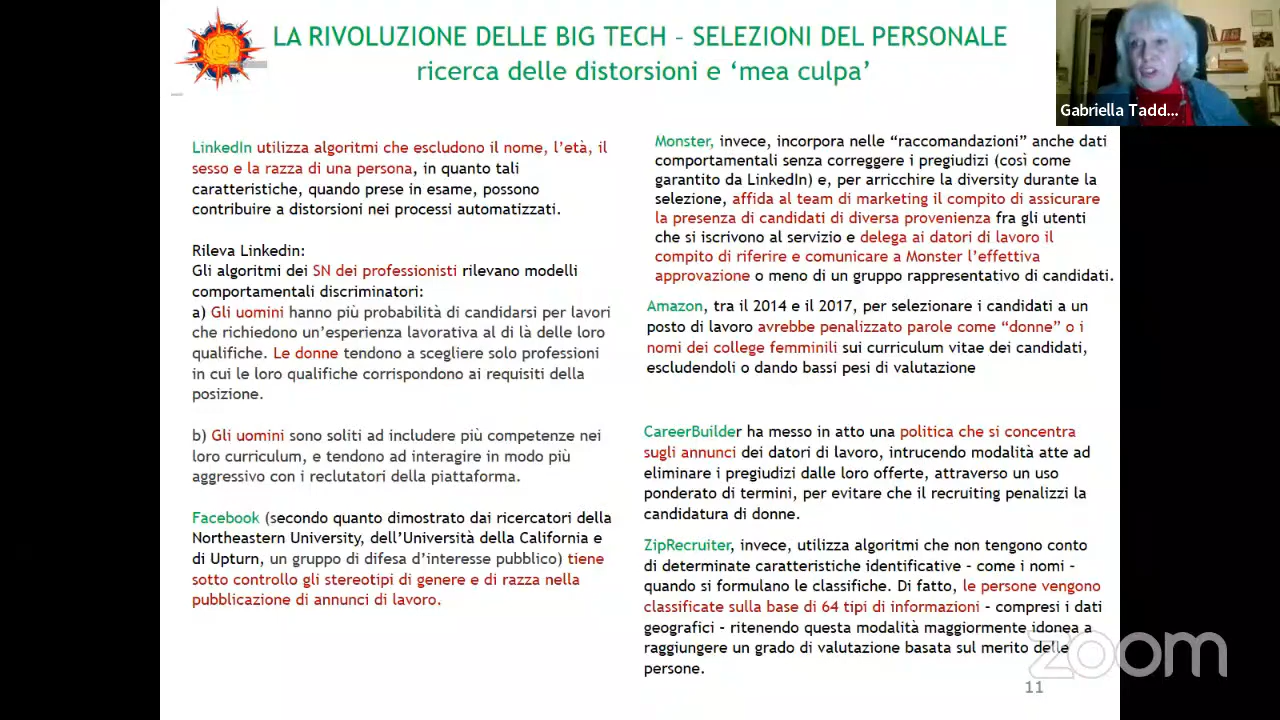 LA RIVOLUZIONE DELLE BIG TECH – SELEZIONI DEL PERSONALE
ricerca delle distorsioni e ‘mea culpa’
Gabriella Tadd...
LinkedIn utilizza algoritmi che escludono il nome, l’età, il
sesso e la razza di una persona, in quanto tali
caratteristiche, quando prese in esame, possono
contribuire a distorsioni nei processi automatizzati.
Rileva Linkedin:
Gli algoritmi dei SN dei professionisti rilevano modelli
comportamentali discriminatori:
a) Gli uomini hanno più probabilità di candidarsi per lavori
che richiedono un’esperienza lavorativa al di là delle loro
qualifiche. Le donne tendono a scegliere solo professioni
in cui le loro qualifiche corrispondono ai requisiti della
posizione.
b) Gli uomini sono soliti ad includere più competenze nei
loro curriculum, e tendono ad interagire in modo più
aggressivo con i reclutatori della piattaforma.
Facebook (secondo quanto dimostrato dai ricercatori della
Northeastern University, dell’Università della California e
di Upturn, un gruppo di difesa d’interesse pubblico) tiene
sotto controllo gli stereotipi di genere e di razza nella
pubblicazione di annunci di lavoro.
Monster, invece, incorpora nelle “raccomandazioni” anche dati
comportamentali senza correggere i pregiudizi (così come
garantito da LinkedIn) e, per arricchire la diversity durante la
selezione, affida al team di marketing il compito di assicurare
la presenza di candidati di diversa provenienza fra gli utenti
che si iscrivono al servizio e delega ai datori di lavoro il
compito di riferire e comunicare a Monster l’effettiva
approvazione o meno di un gruppo rappresentativo di candidati.
Amazon, tra il 2014 e il 2017, per selezionare i candidati a un
posto di lavoro avrebbe penalizzato parole come “donne” o i
nomi dei college femminili sui curriculum vitae dei candidati,
escludendoli o dando bassi pesi di valutazione
CareerBuilder ha messo in atto una politica che si concentra
sugli annunci dei datori di lavoro, intrucendo modalità atte ad
eliminare i pregiudizi dalle loro offerte, attraverso un uso
ponderato di termini, per evitare che il recruiting penalizzi la
candidatura di donne.
ZipRecruiter, invece, utilizza algoritmi che non tengono conto
di determinate caratteristiche identificative – come i nomi –
quando si formulano le classifiche. Di fatto, le persone vengono
classificate sulla base di 64 tipi di informazioni – compresi i dati
geografici – ritenendo questa modalità maggiormente idonea a
raggiungere un grado di valutazione basata sul merito delle
persone.
zoom
11